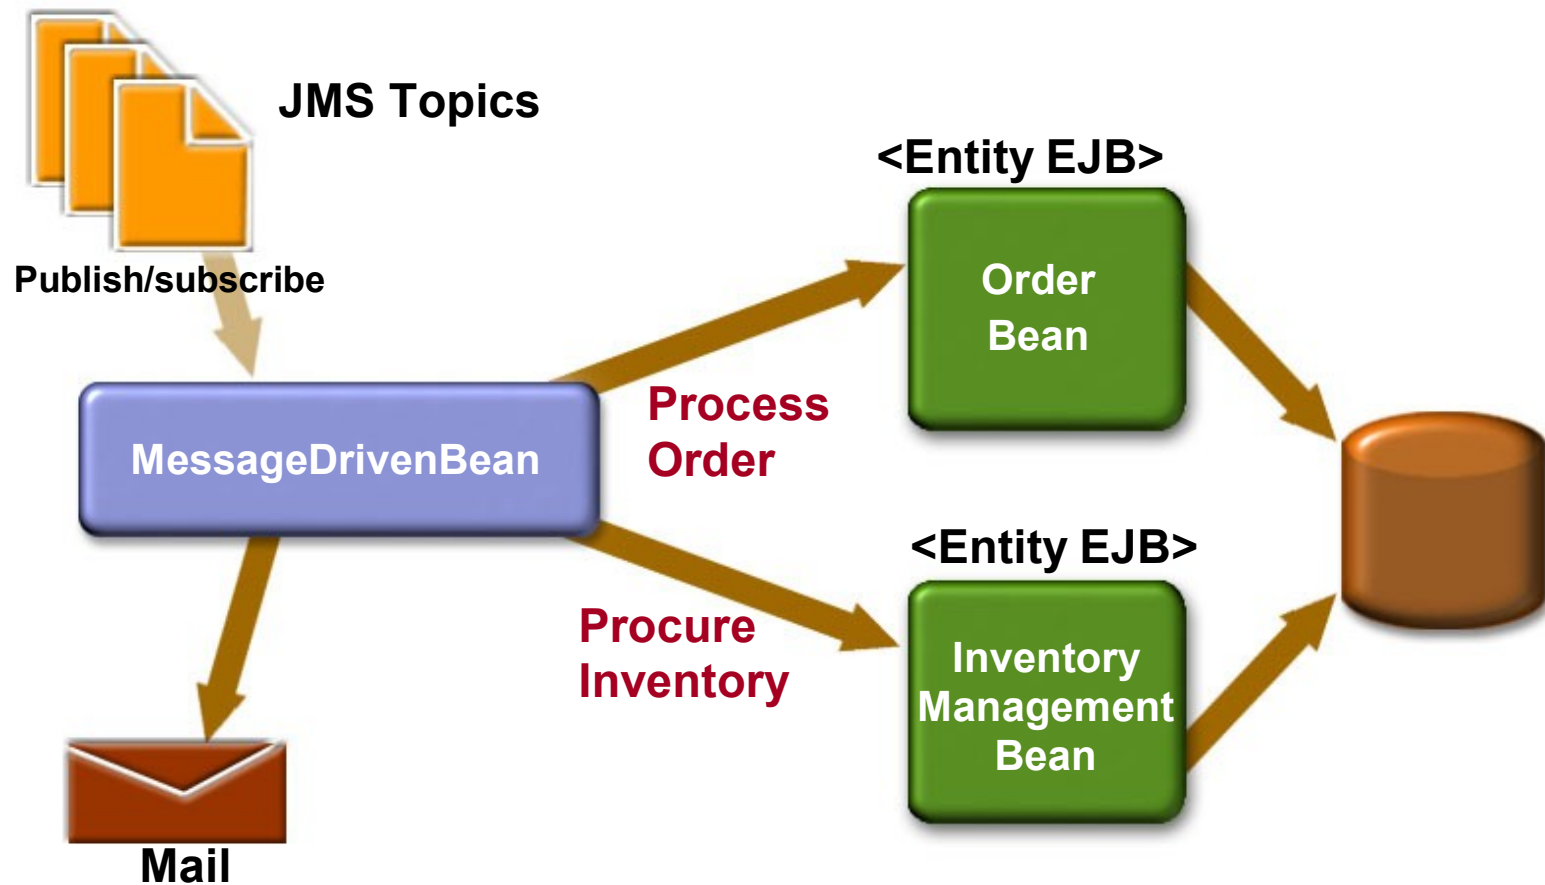 JMS Topics
Publish/subscribe
<Entity EJB>
Order
Bean
Process
Order
MessageDrivenBean
<Entity EJB>
Procure
Inventory
Inventory
Management
Bean
Mail